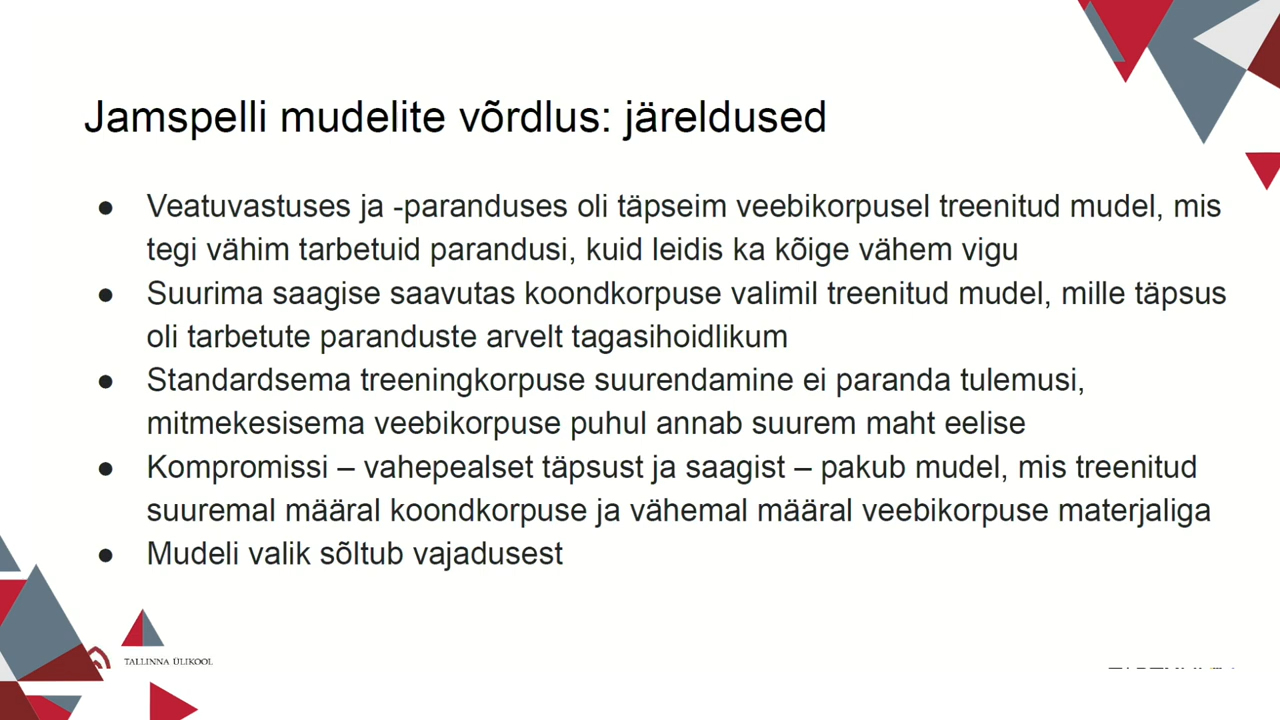 Jamspelli mudelite võrdlus: järeldused
● Veatuvastuses ja -paranduses oli täpseim veebikorpusel treenitud mudel, mis
tegi vähim tarbetuid parandusi, kuid leidis ka kõige vähem vigu
● Suurima saagise saavutas koondkorpuse valimil treenitud mudel, mille täpsus
oli tarbetute paranduste arvelt tagasihoidlikum
● Standardsema treeningkorpuse suurendamine ei paranda tulemusi,
mitmekesisema veebikorpuse puhul annab suurem maht eelise
● Kompromissi – vahepealset täpsust ja saagist – pakub mudel, mis treenitud
suuremal määral koondkorpuse ja vähemal määral veebikorpuse materjaliga
● Mudeli valik sõltub vajadusest
TALLINNA ÜLIKOOL